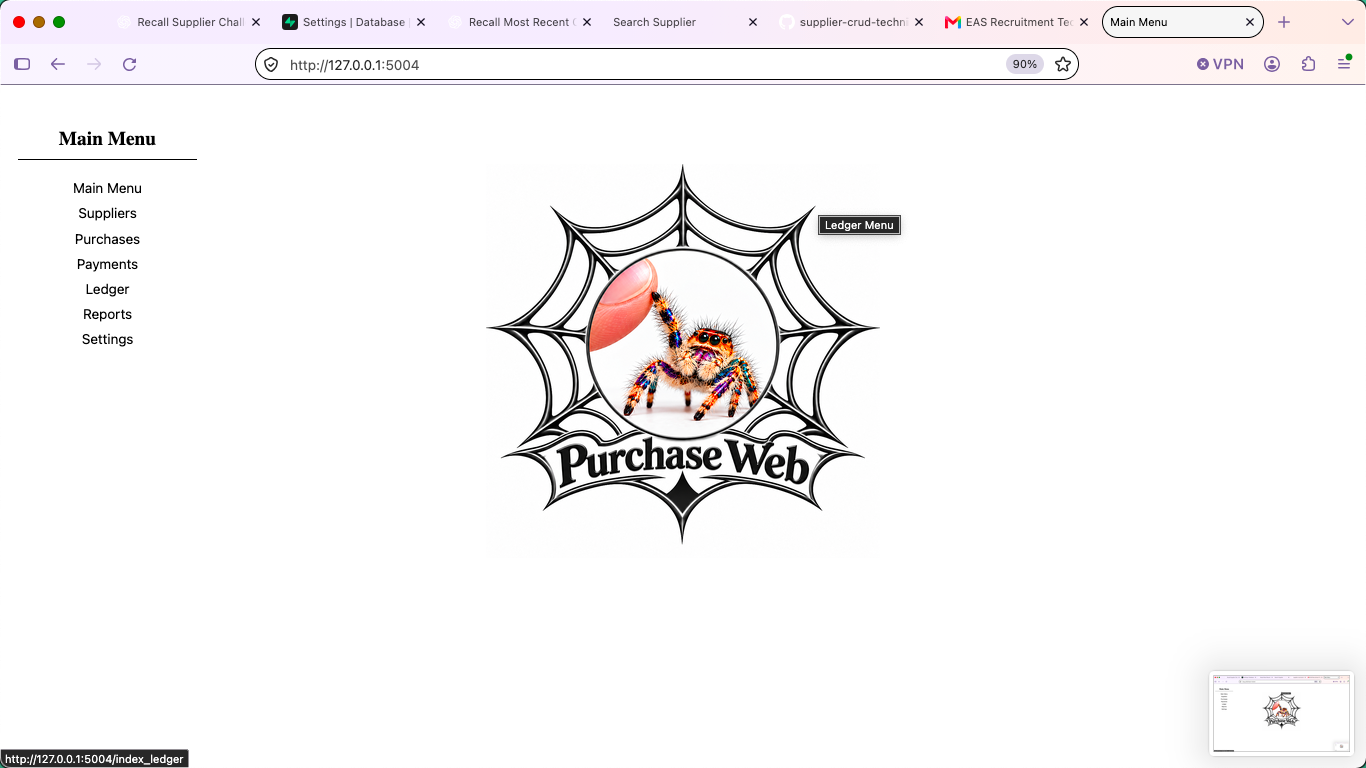 Recall Supplier Chall
Settings | Database
Recall Most Recent
Search Supplier
supplier-crud-techni
EAS Recruitment Tec
Main Menu
http://127.0.0.1:5004
90%
VPN
Main Menu
Main Menu
Suppliers
Purchases
Payments
Ledger
Reports
Settings
Ledger Menu
Purchase Web
http://127.0.0.1:5004/index_ledger